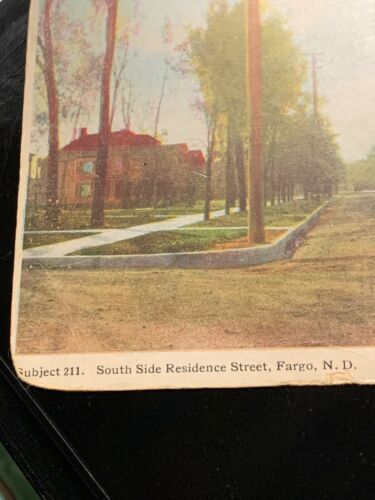 Subject 211. South Side Residence Street, Fargo, N. D.